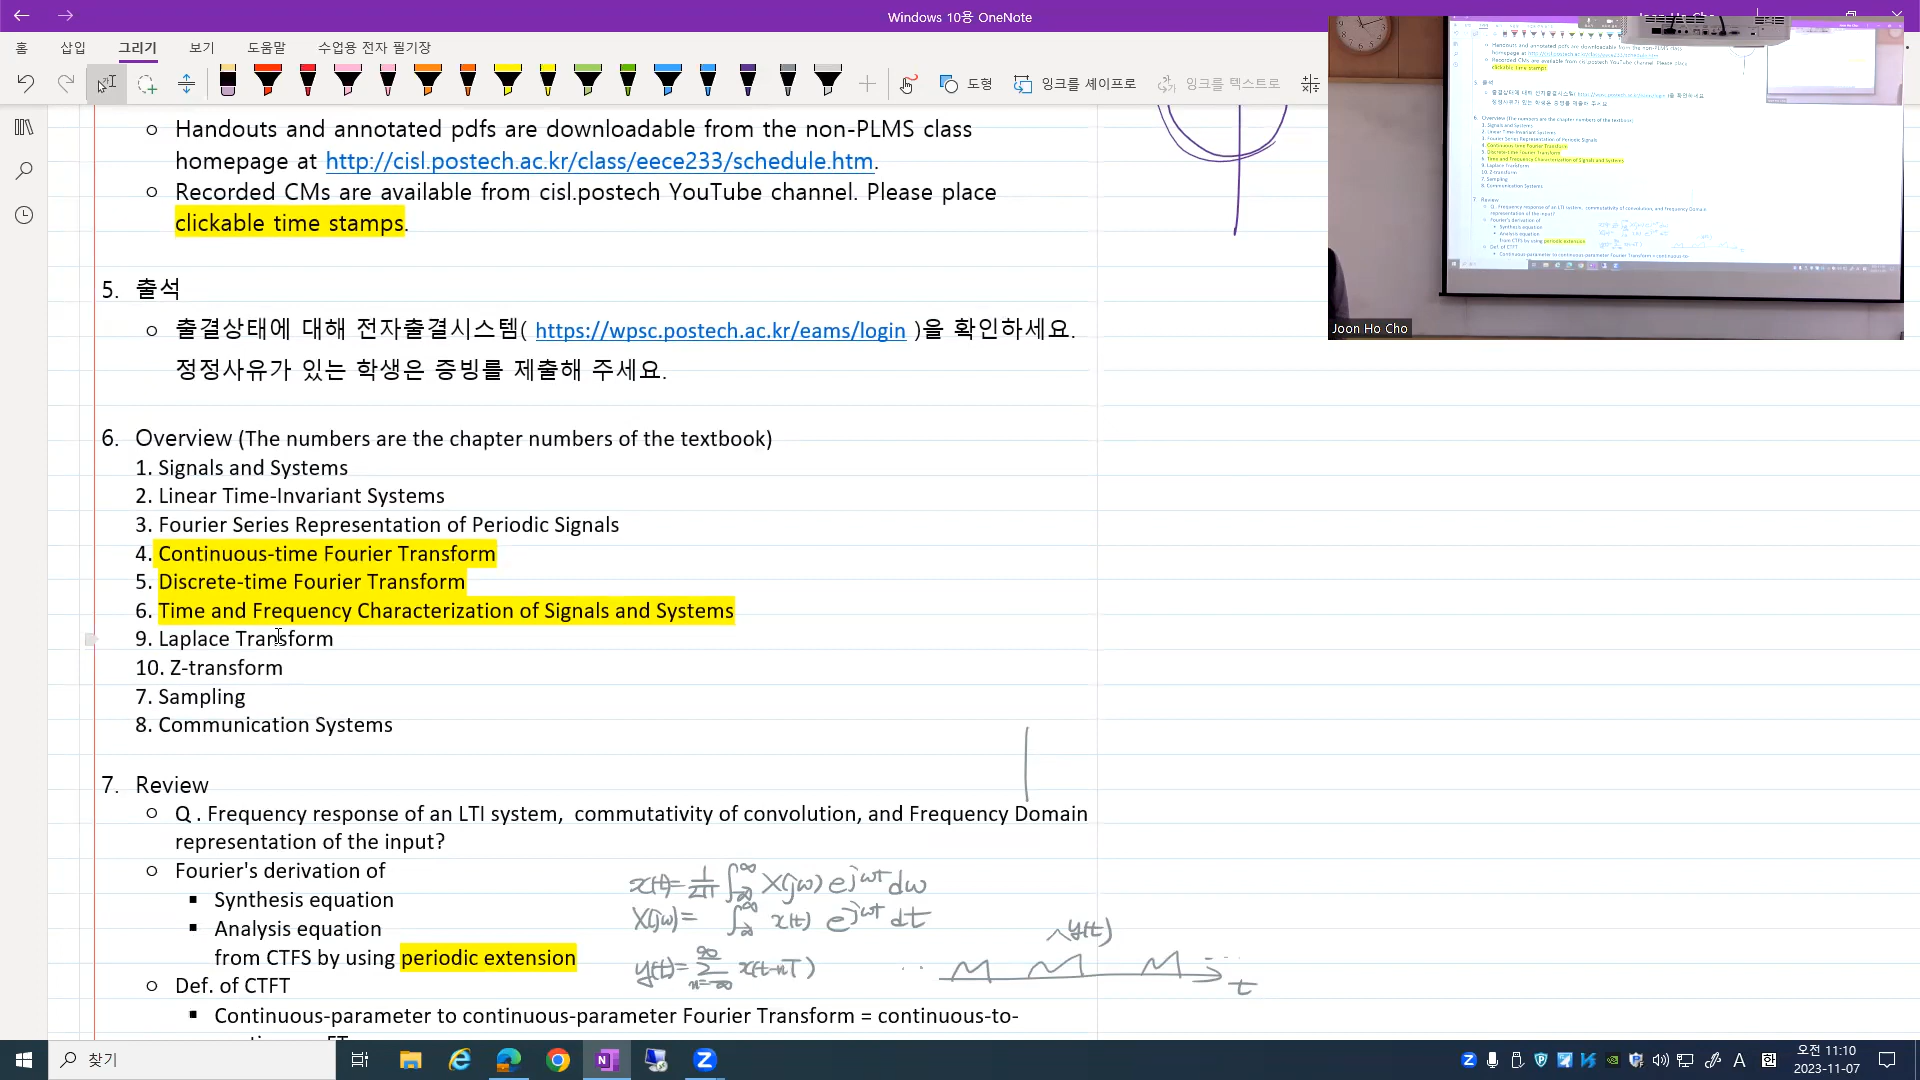 Windows 10용 OneNote
홈 삽입 그리기 보기 도움말 수업용 전자 필기장
도형 잉크를 셰이프로 잉크를 텍스트로
○ Handouts and annotated pdfs are downloadable from the non-PLMS class
homepage at http://cisl.postech.ac.kr/class/eece233/schedule.htm.
○ Recorded CMs are available from cisl.postech YouTube channel. Please place
clickable time stamps.
5. 출석
○ 출결상태에 대해 전자출결시스템( https://wpsc.postech.ac.kr/eams/login )을 확인하세요.
정정사유가 있는 학생은 증빙를 제출해 주세요.
6. Overview (The numbers are the chapter numbers of the textbook)
1. Signals and Systems
2. Linear Time-Invariant Systems
3. Fourier Series Representation of Periodic Signals
4. Continuous-time Fourier Transform
5. Discrete-time Fourier Transform
6. Time and Frequency Characterization of Signals and Systems
9. Laplace Transform
10. Z-transform
7. Sampling
8. Communication Systems
7. Review
○ Q . Frequency response of an LTI system, commutativity of convolution, and Frequency Domain
representation of the input?
○ Fourier's derivation of
▪ Synthesis equation
▪ Analysis equation
from CTFS by using periodic extension
○ Def. of CTFT
▪ Continuous-parameter to continuous-parameter Fourier Transform = continuous-to-
x(t)=1/2π ∫ X(jω) e^jωt dω
X(jω)= ∫ x(t) e^jωt dt
y(t)= ∑ x(t-nT)
y(t)
t
Joon Ho Cho
찾기
A 한
오전 11:10
2023-11-07